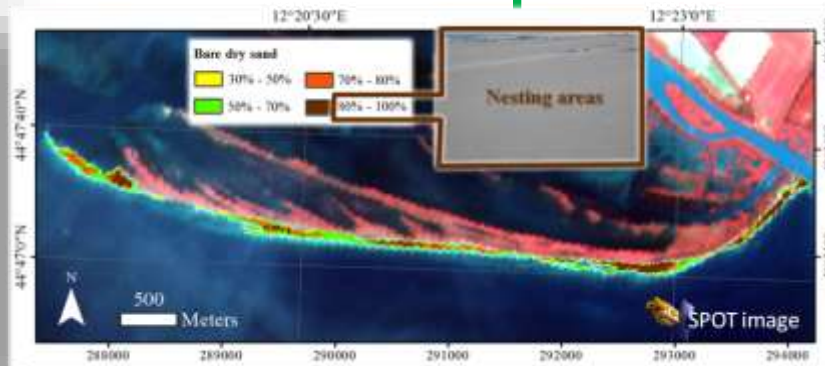 12°20'30"E 12°23'0"E
Bare dry sand
30% - 50% 70% - 80%
50% - 70% 80% - 100%
Nesting areas
44°47'40"N
44°47'0"N
N
500
Meters
SPOT image
288000 289000 290000 291000 292000 293000 294000